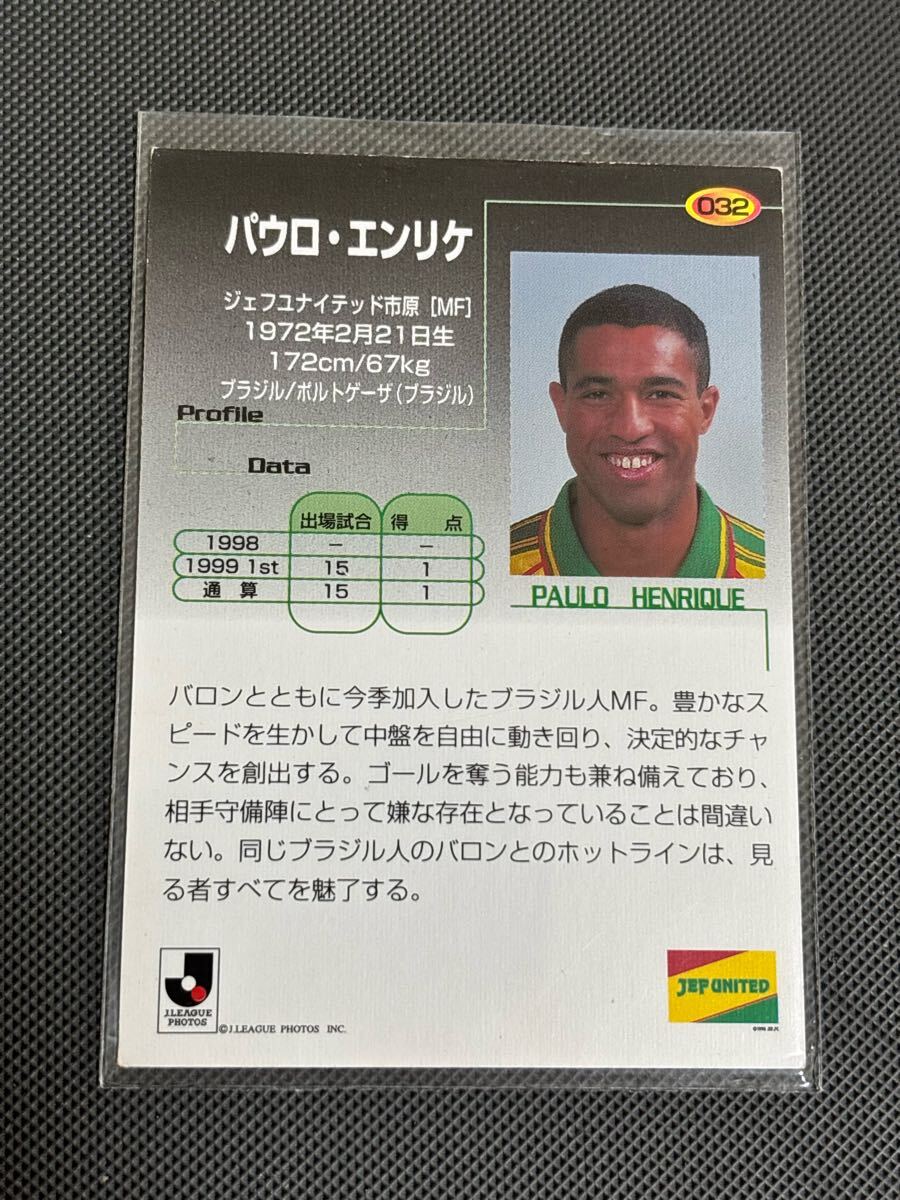 032
パウロ・エンリケ
ジェフユナイテッド市原 [MF]
1972年2月21日生
172cm/67kg
ブラジル/ポルトゲーザ(ブラジル)
Profile
Data
出場試合 得 点
1998 － －
1999 1st 15 1
通 算 15 1
PAULO HENRIQUE
バロンとともに今季加入したブラジル人MF。豊かなス
ピードを生かして中盤を自由に動き回り、決定的なチャ
ンスを創出する。ゴールを奪う能力も兼ね備えており、
相手守備陣にとって嫌な存在となっていることは間違い
ない。同じブラジル人のバロンとのホットラインは、見
る者すべてを魅了する。
J.LEAGUE
PHOTOS
©J.LEAGUE PHOTOS INC.
JEF UNITED